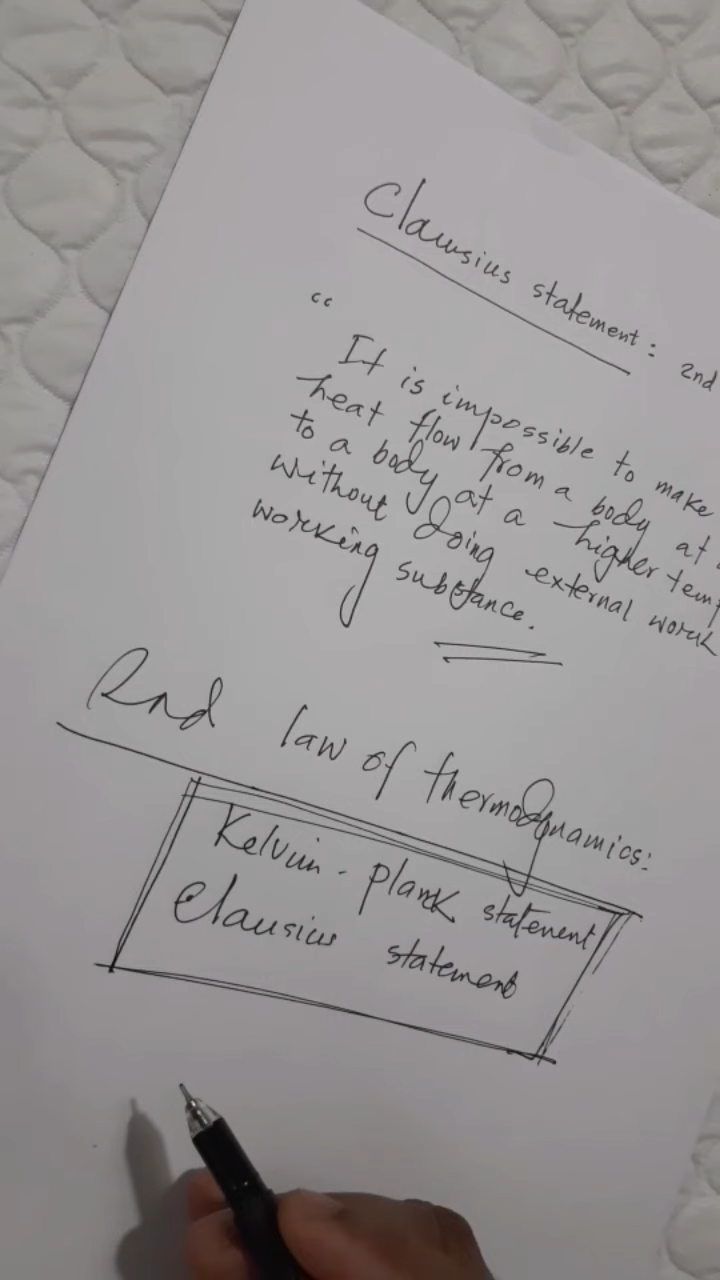 Clausius statement: 2nd
“
It is impossible to make
heat flow from a body at
to a body at a higher temp
without doing external work
working substance.
2nd law of thermodynamics:
Kelvin - plank statement
Clausius statement